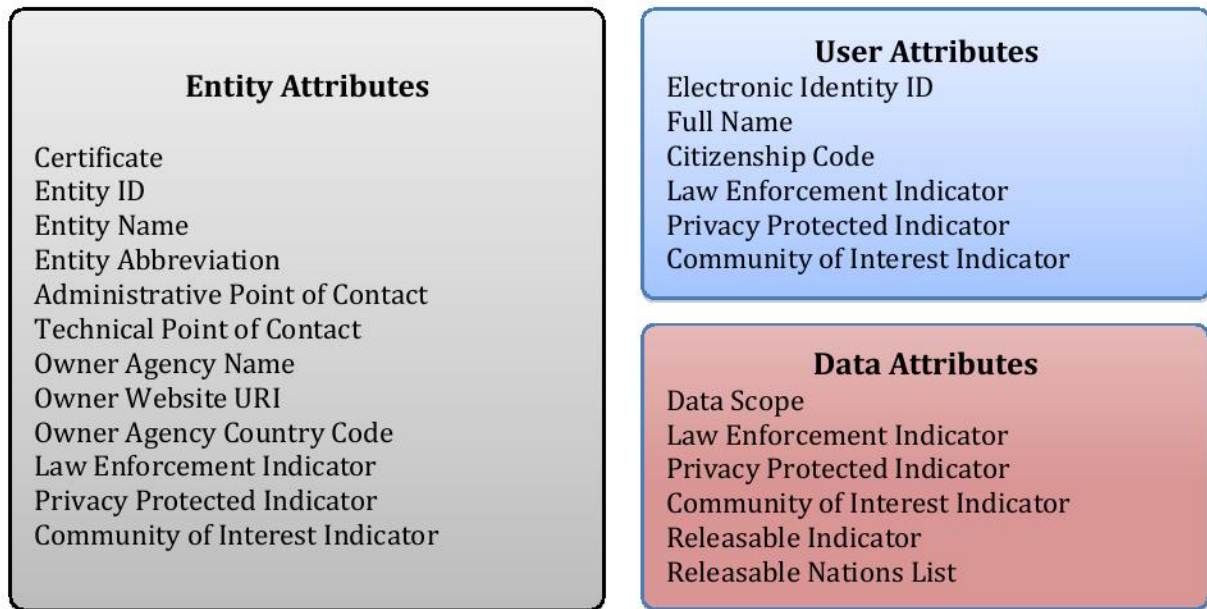 Entity Attributes
Certificate
Entity ID
Entity Name
Entity Abbreviation
Administrative Point of Contact
Technical Point of Contact
Owner Agency Name
Owner Website URI
Owner Agency Country Code
Law Enforcement Indicator
Privacy Protected Indicator
Community of Interest Indicator
User Attributes
Electronic Identity ID
Full Name
Citizenship Code
Law Enforcement Indicator
Privacy Protected Indicator
Community of Interest Indicator
Data Attributes
Data Scope
Law Enforcement Indicator
Privacy Protected Indicator
Community of Interest Indicator
Releasable Indicator
Releasable Nations List